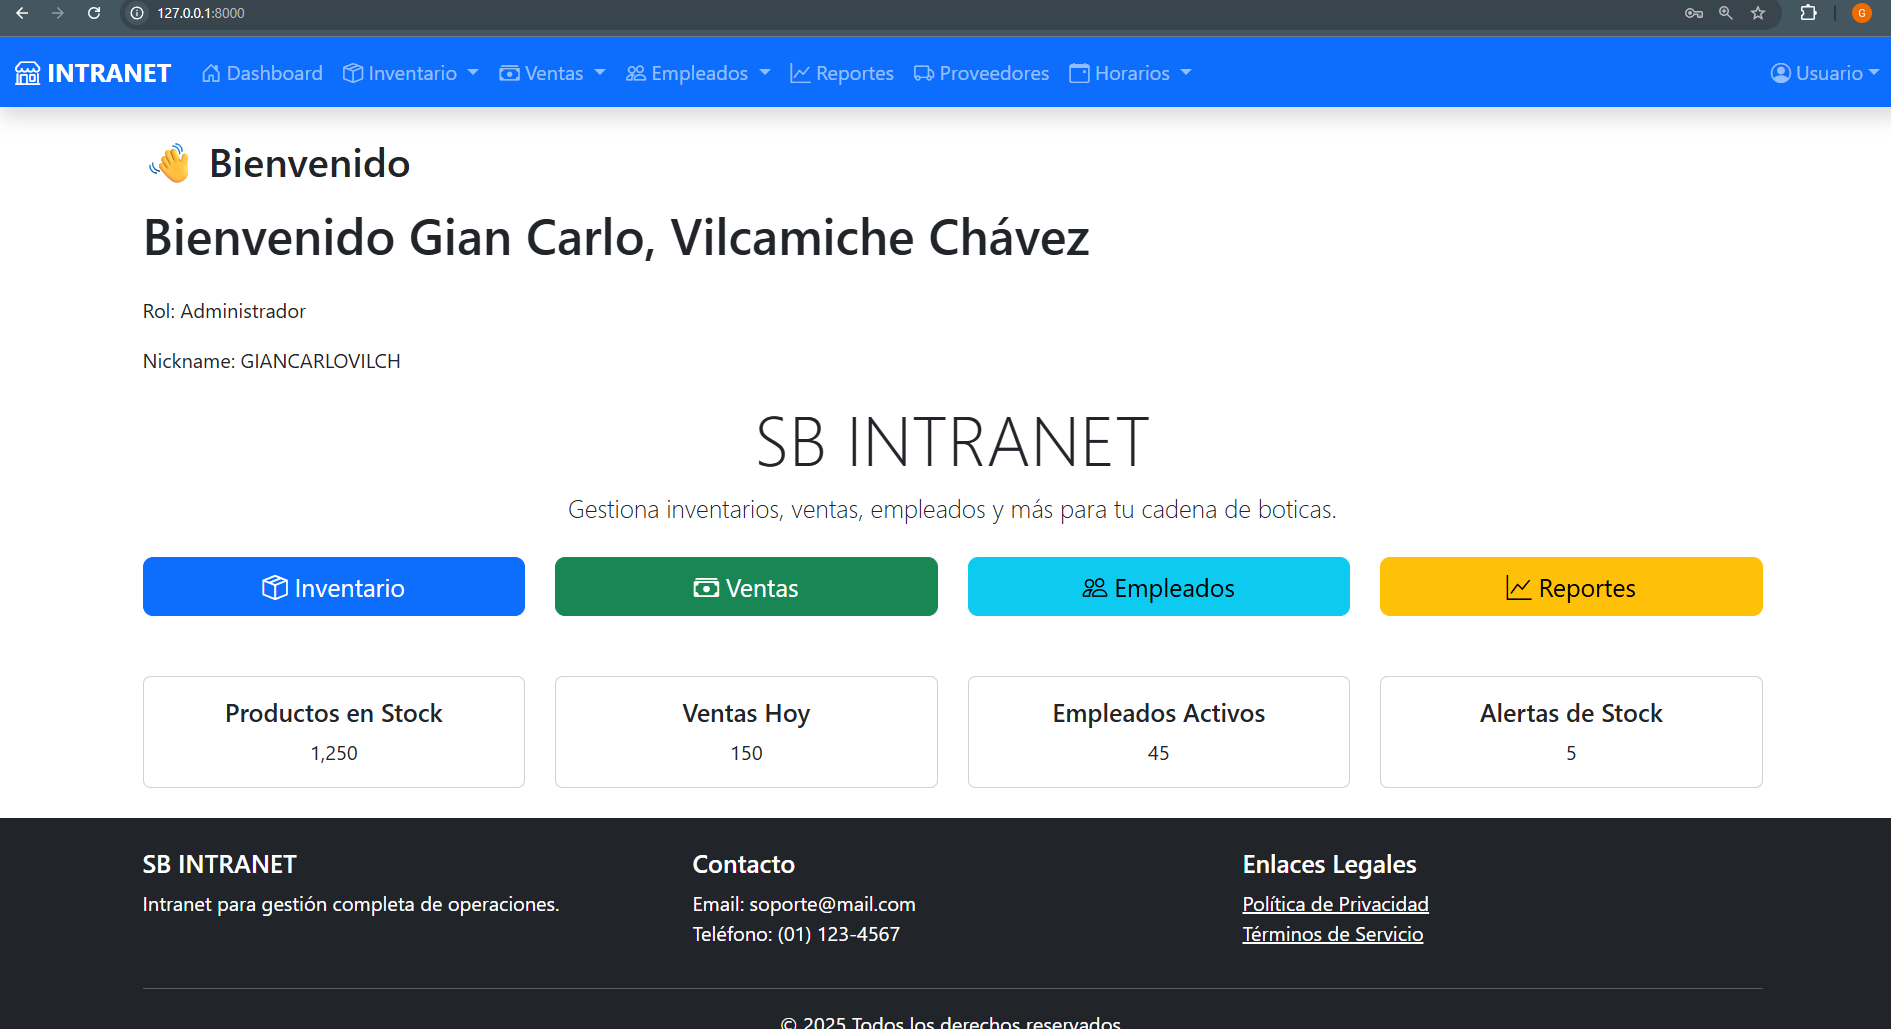 127.0.0.1:8000
G
INTRANET Dashboard Inventario Ventas Empleados Reportes Proveedores Horarios Usuario
Bienvenido
Bienvenido Gian Carlo, Vilcamiche Chávez
Rol: Administrador
Nickname: GIANCARLOVILCH
SB INTRANET
Gestiona inventarios, ventas, empleados y más para tu cadena de boticas.
Inventario Ventas Empleados Reportes
Productos en Stock
1,250
Ventas Hoy
150
Empleados Activos
45
Alertas de Stock
5
SB INTRANET
Intranet para gestión completa de operaciones.
Contacto
Email: soporte@mail.com
Teléfono: (01) 123-4567
Enlaces Legales
Política de Privacidad
Términos de Servicio
© 2025 Todos los derechos reservados